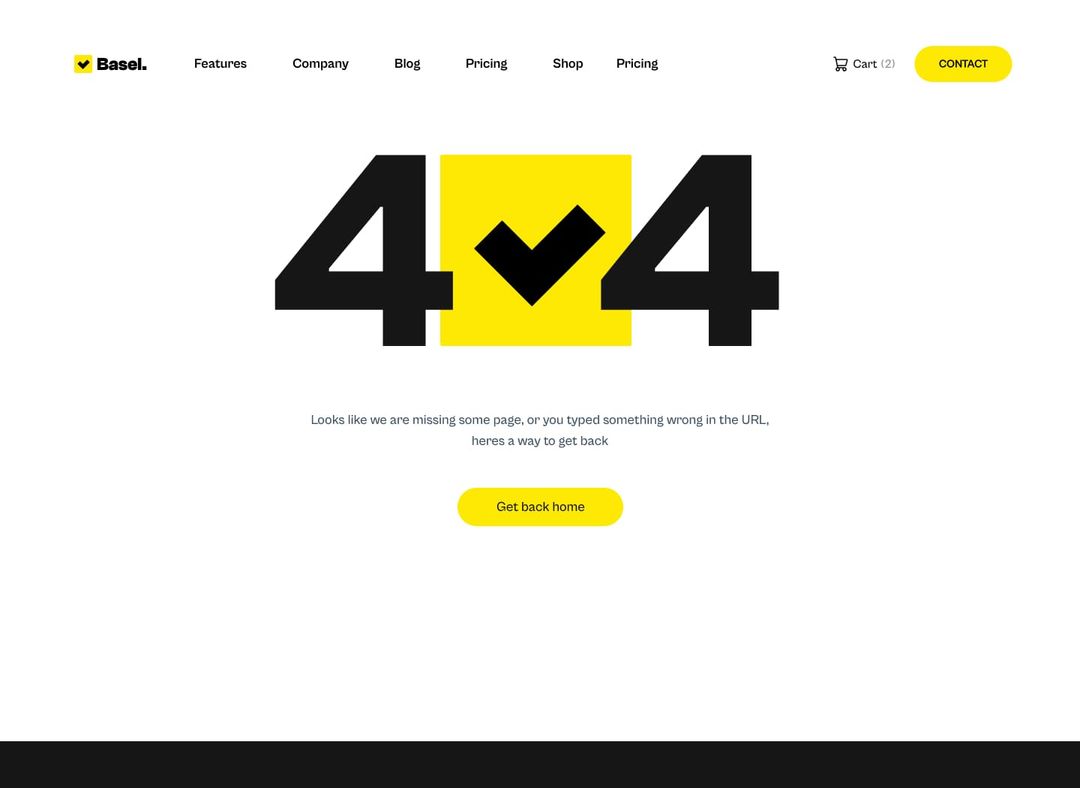 Basel. Features Company Blog Pricing Shop Pricing Cart (2) CONTACT
4 4
Looks like we are missing some page, or you typed something wrong in the URL,
heres a way to get back
Get back home